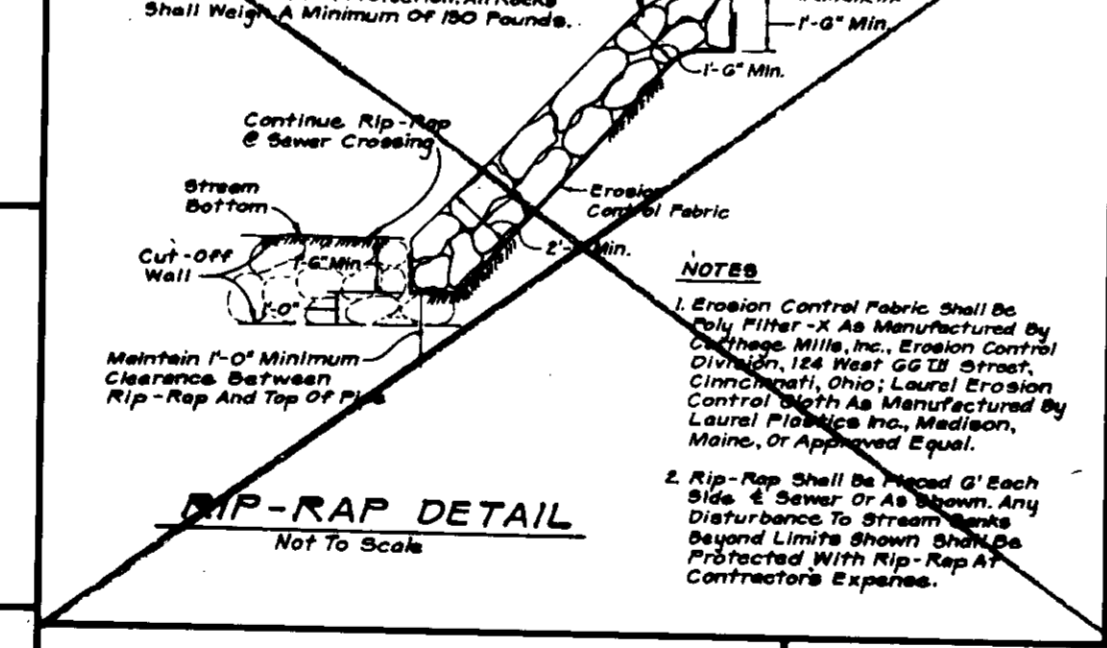 Shall Weigh A Minimum Of 150 Pounds.
1'-6" Min.
1'-6" Min.
Continue Rip-Rap
@ Sewer Crossing
Stream
Bottom
Erosion
Control Fabric
Cut-Off
Wall
1'-6" Min
2'- Min.
1'-0"
Maintain 1'-0" Minimum
Clearance Between
Rip-Rap And Top Of Pipe
RIP-RAP DETAIL
Not To Scale
NOTES
1. Erosion Control Fabric Shall Be
Poly Filter-X As Manufactured By
Carthage Mills, Inc., Erosion Control
Division, 124 West 66TH Street,
Cinncinnati, Ohio; Laurel Erosion
Control Cloth As Manufactured By
Laurel Plastics Inc., Madison,
Maine, Or Approved Equal.
2. Rip-Rap Shall Be Placed 6' Each
Side ℄ Sewer Or As Shown. Any
Disturbance To Stream Banks
Beyond Limits Shown Shall Be
Protected With Rip-Rap At
Contractor's Expense.